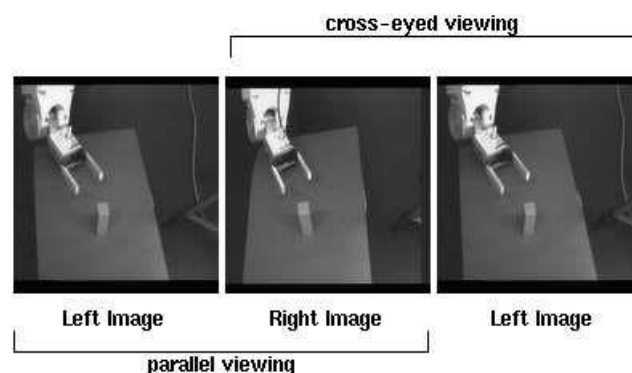 cross-eyed viewing
Left Image
Right Image
Left Image
parallel viewing